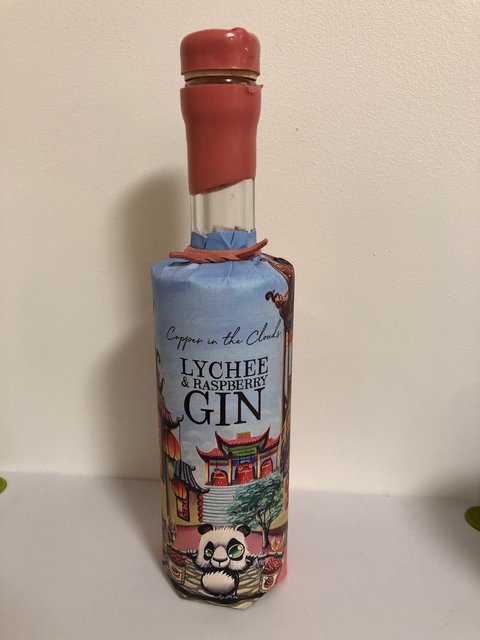 Copper in the Clouds
LYCHEE
& RASPBERRY
GIN